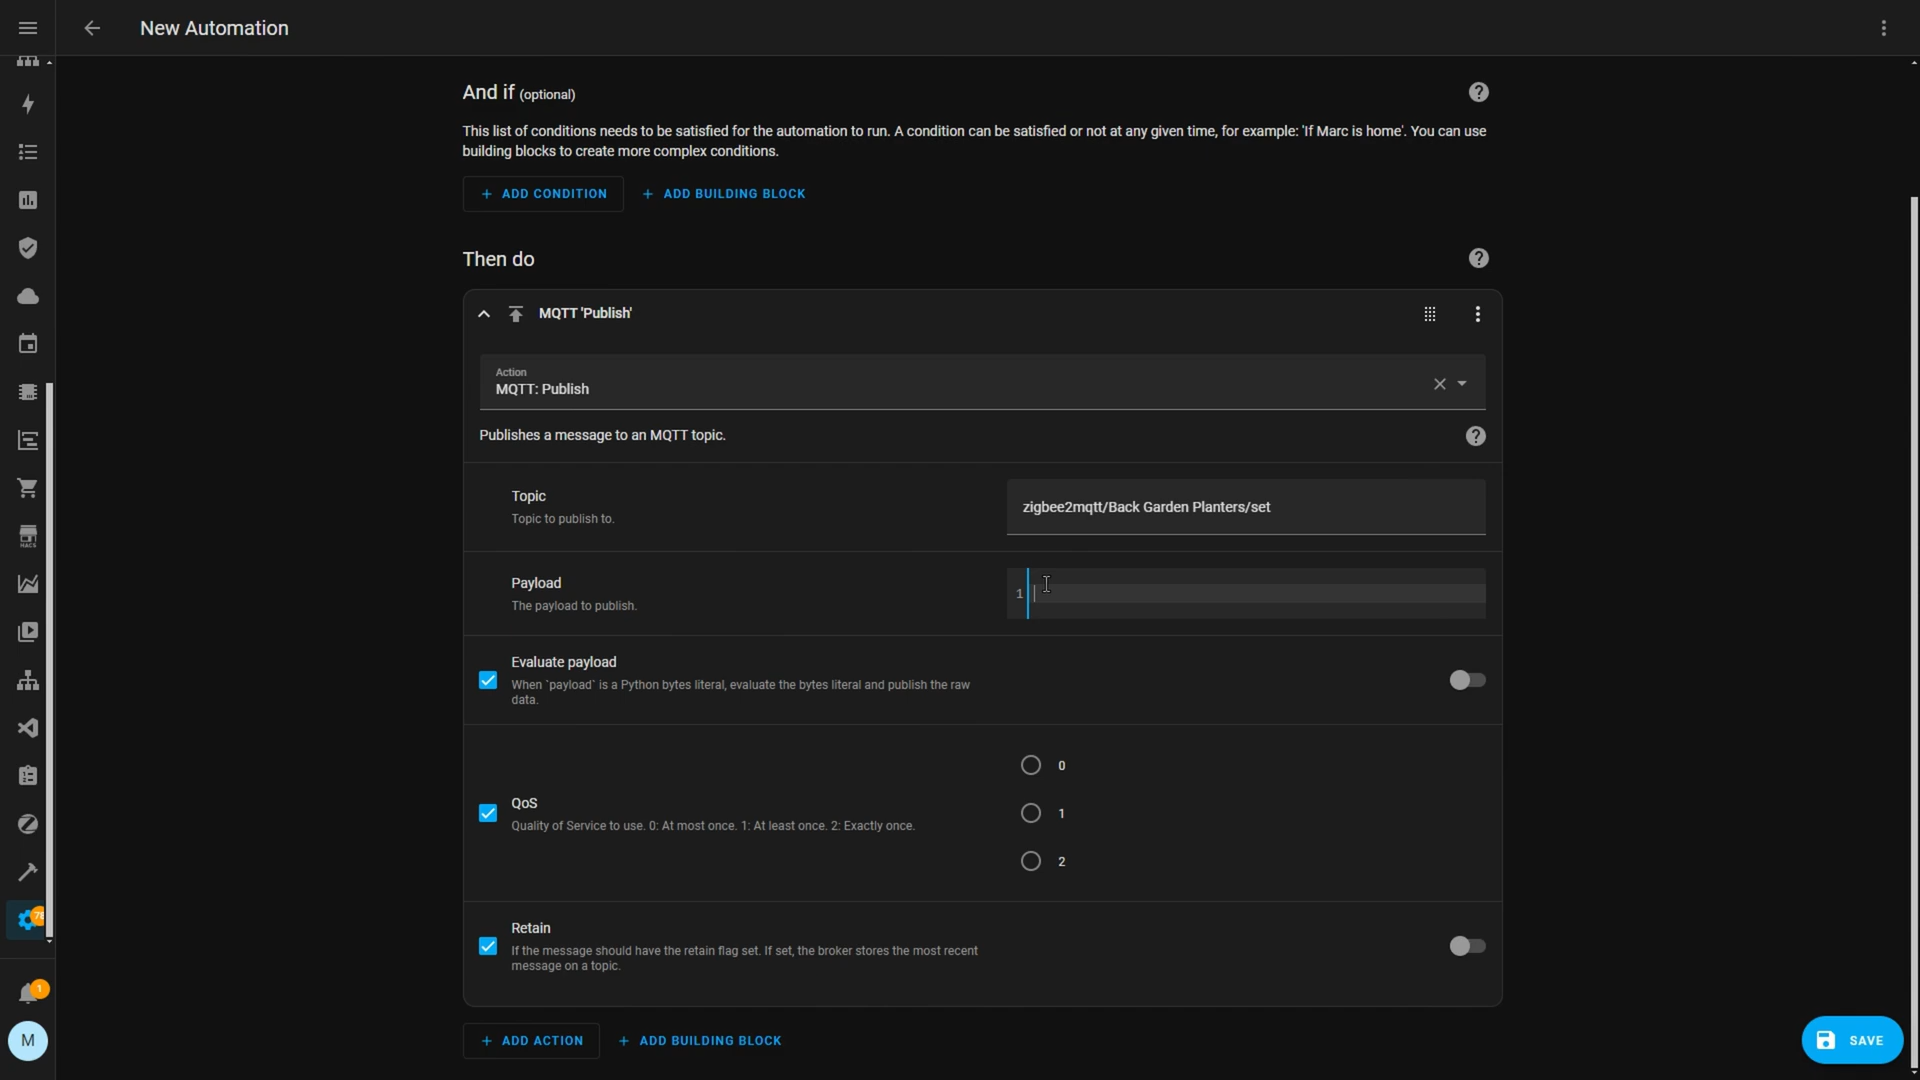 New Automation
And if (optional)
This list of conditions needs to be satisfied for the automation to run. A condition can be satisfied or not at any given time, for example: 'If Marc is home'. You can use
building blocks to create more complex conditions.
+ ADD CONDITION + ADD BUILDING BLOCK
Then do
MQTT 'Publish'
Action
MQTT: Publish
Publishes a message to an MQTT topic.
Topic
Topic to publish to.
zigbee2mqtt/Back Garden Planters/set
Payload
The payload to publish.
1
Evaluate payload
When `payload` is a Python bytes literal, evaluate the bytes literal and publish the raw
data.
0
QoS
Quality of Service to use. 0: At most once. 1: At least once. 2: Exactly once.
1
2
Retain
If the message should have the retain flag set. If set, the broker stores the most recent
message on a topic.
+ ADD ACTION + ADD BUILDING BLOCK
SAVE
HACS
1
M